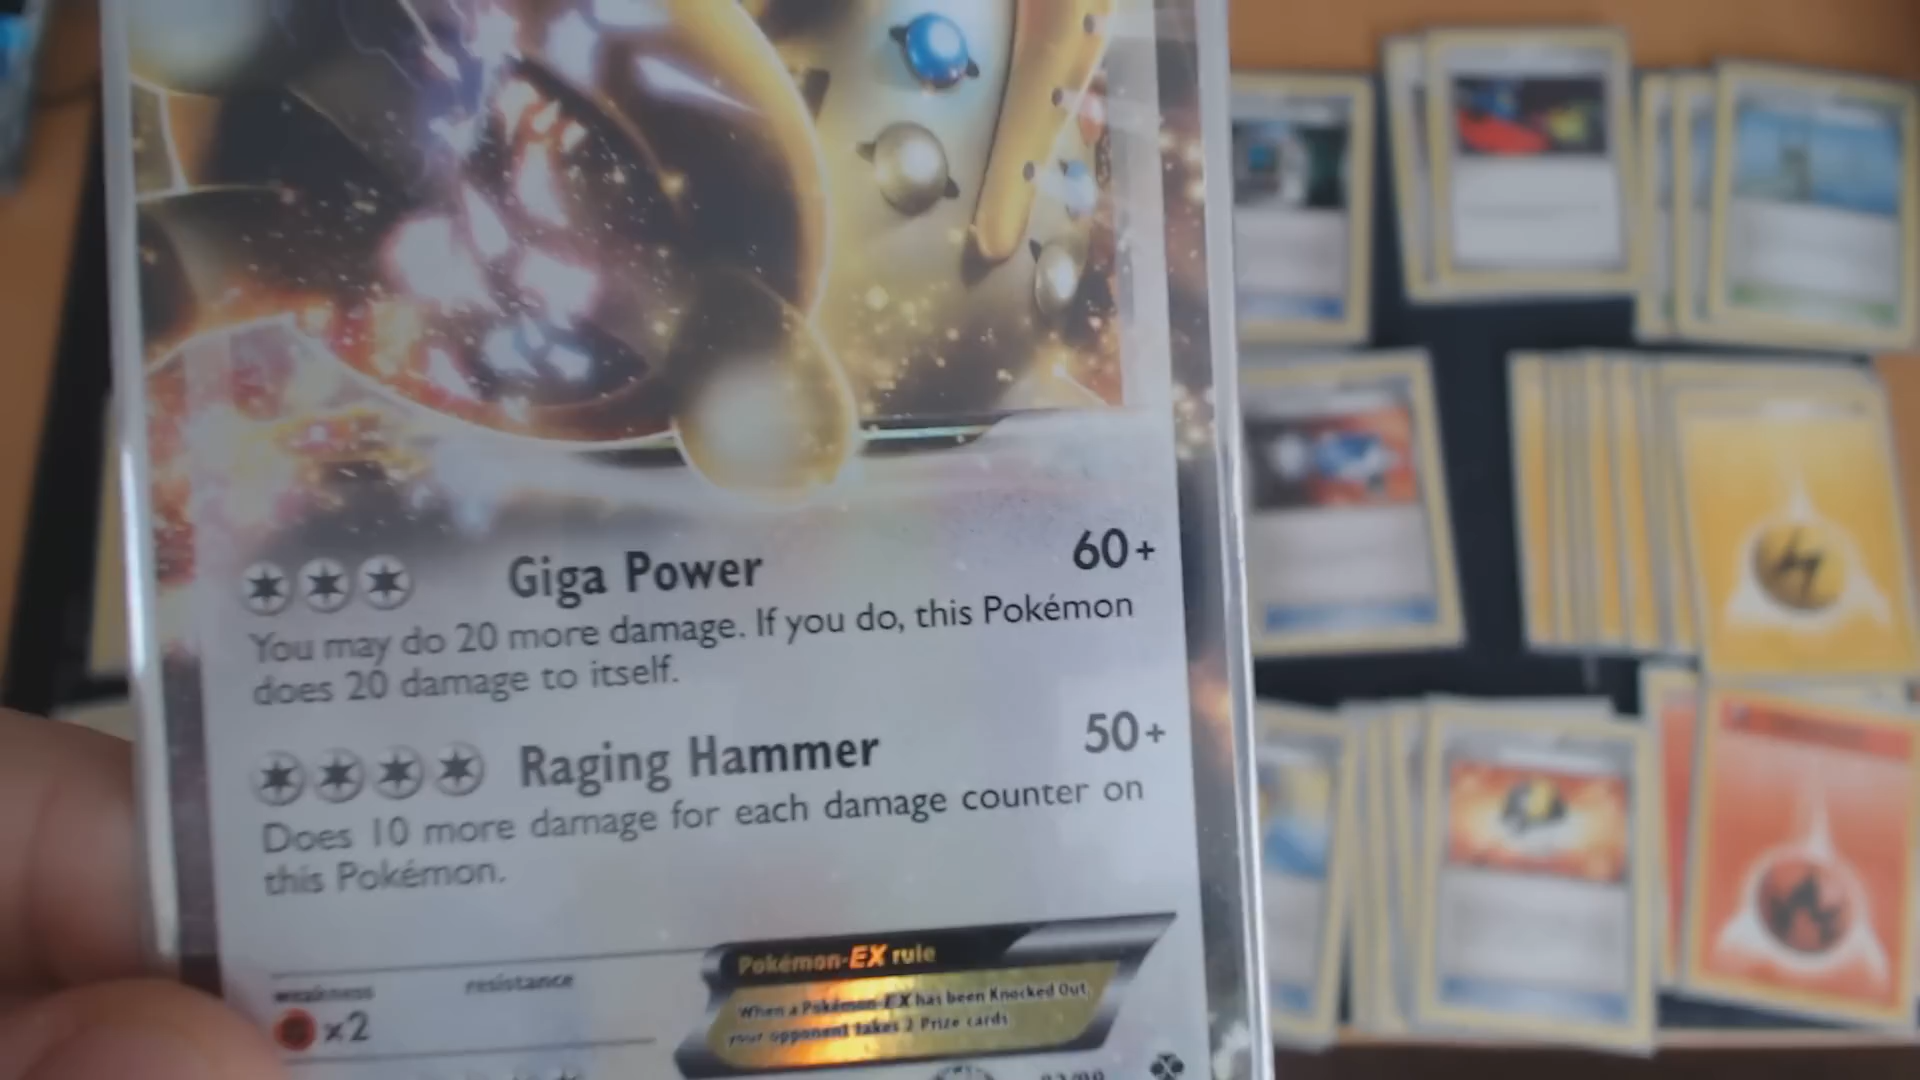 Giga Power 60+
You may do 20 more damage. If you do, this Pokémon
does 20 damage to itself.
Raging Hammer 50+
Does 10 more damage for each damage counter on
this Pokémon.
weakness resistance
x2
Pokémon-EX rule
When a Pokémon-EX has been Knocked Out,
your opponent takes 2 Prize cards